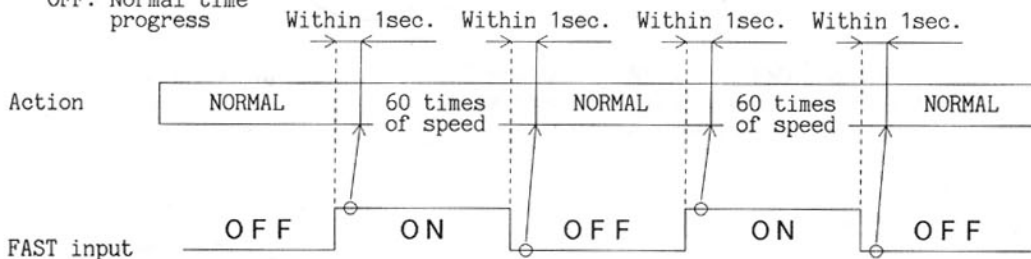 OFF: Normal time
progress
Within 1sec. Within 1sec. Within 1sec. Within 1sec.
Action NORMAL 60 times of speed NORMAL 60 times of speed NORMAL
OFF ON OFF ON OFF
FAST input